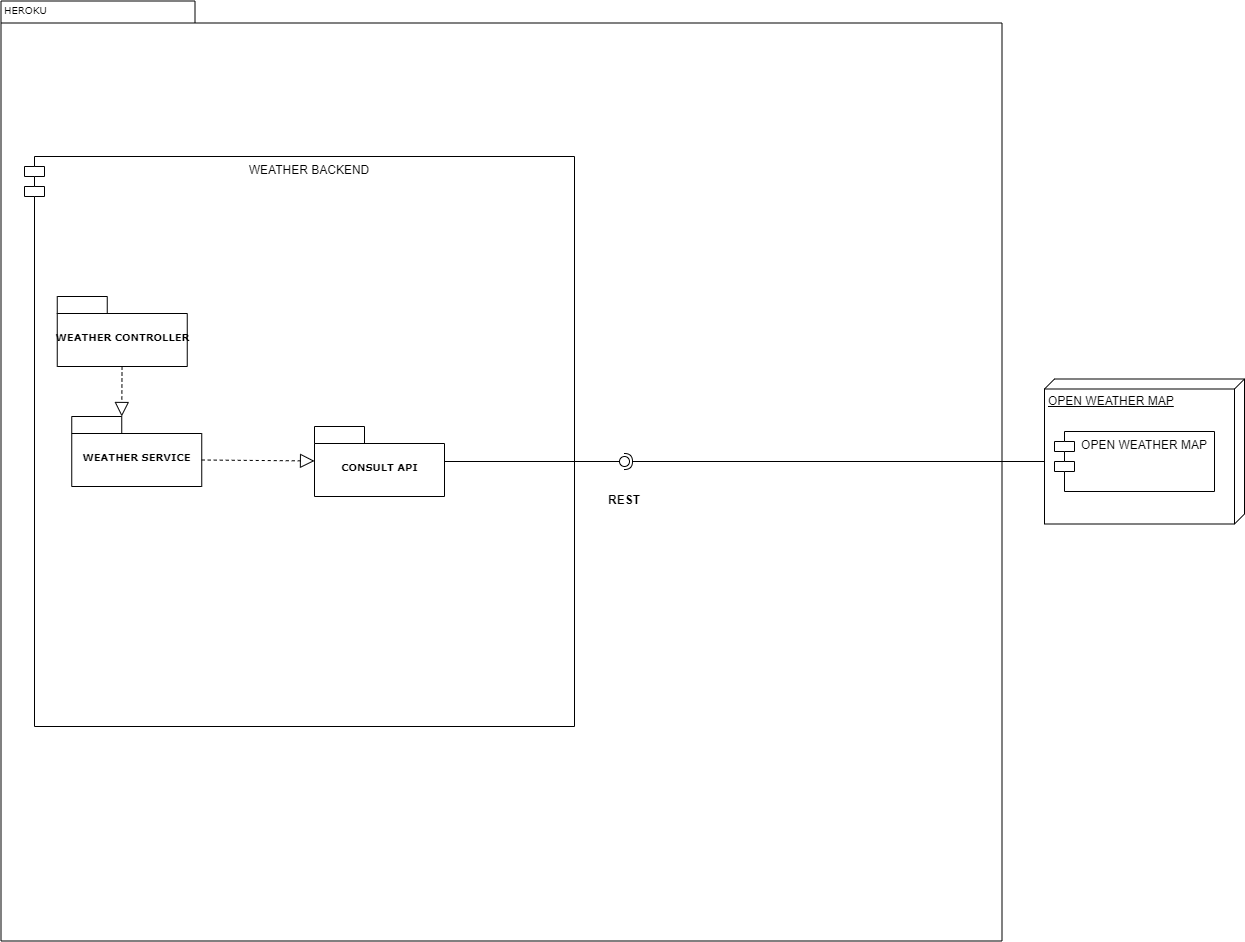 HEROKU
WEATHER BACKEND
WEATHER CONTROLLER
OPEN WEATHER MAP
OPEN WEATHER MAP
WEATHER SERVICE
CONSULT API
REST